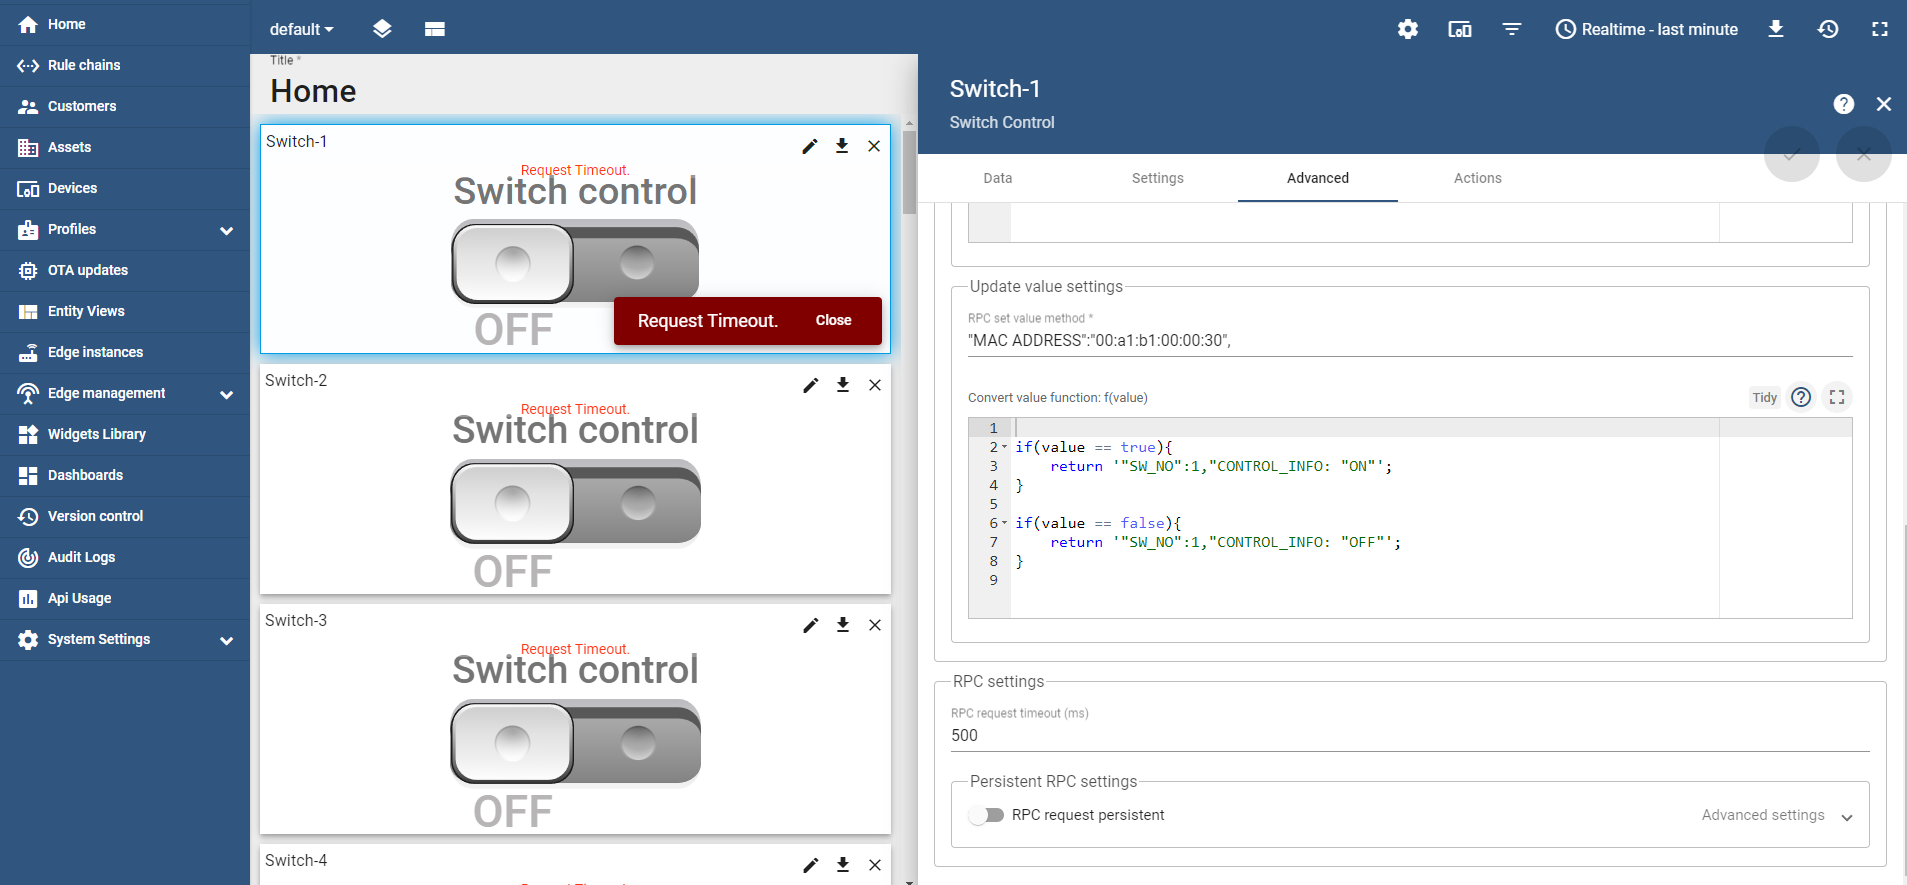 Home
Rule chains
Customers
Assets
Devices
Profiles
OTA updates
Entity Views
Edge instances
Edge management
Widgets Library
Dashboards
Version control
Audit Logs
Api Usage
System Settings
default
Realtime - last minute
Title *
Home
Switch-1
Request Timeout.
Switch control
OFF
Request Timeout. Close
Switch-2
Request Timeout.
Switch control
OFF
Switch-3
Request Timeout.
Switch control
OFF
Switch-4
Switch-1
Switch Control
Data Settings Advanced Actions
Update value settings
RPC set value method *
"MAC ADDRESS":"00:a1:b1:00:00:30",
Convert value function: f(value) Tidy
1
2 if(value == true){
3 return '"SW_NO":1,"CONTROL_INFO: "ON"';
4 }
5
6 if(value == false){
7 return '"SW_NO":1,"CONTROL_INFO: "OFF"';
8 }
9
RPC settings
RPC request timeout (ms)
500
Persistent RPC settings
RPC request persistent Advanced settings